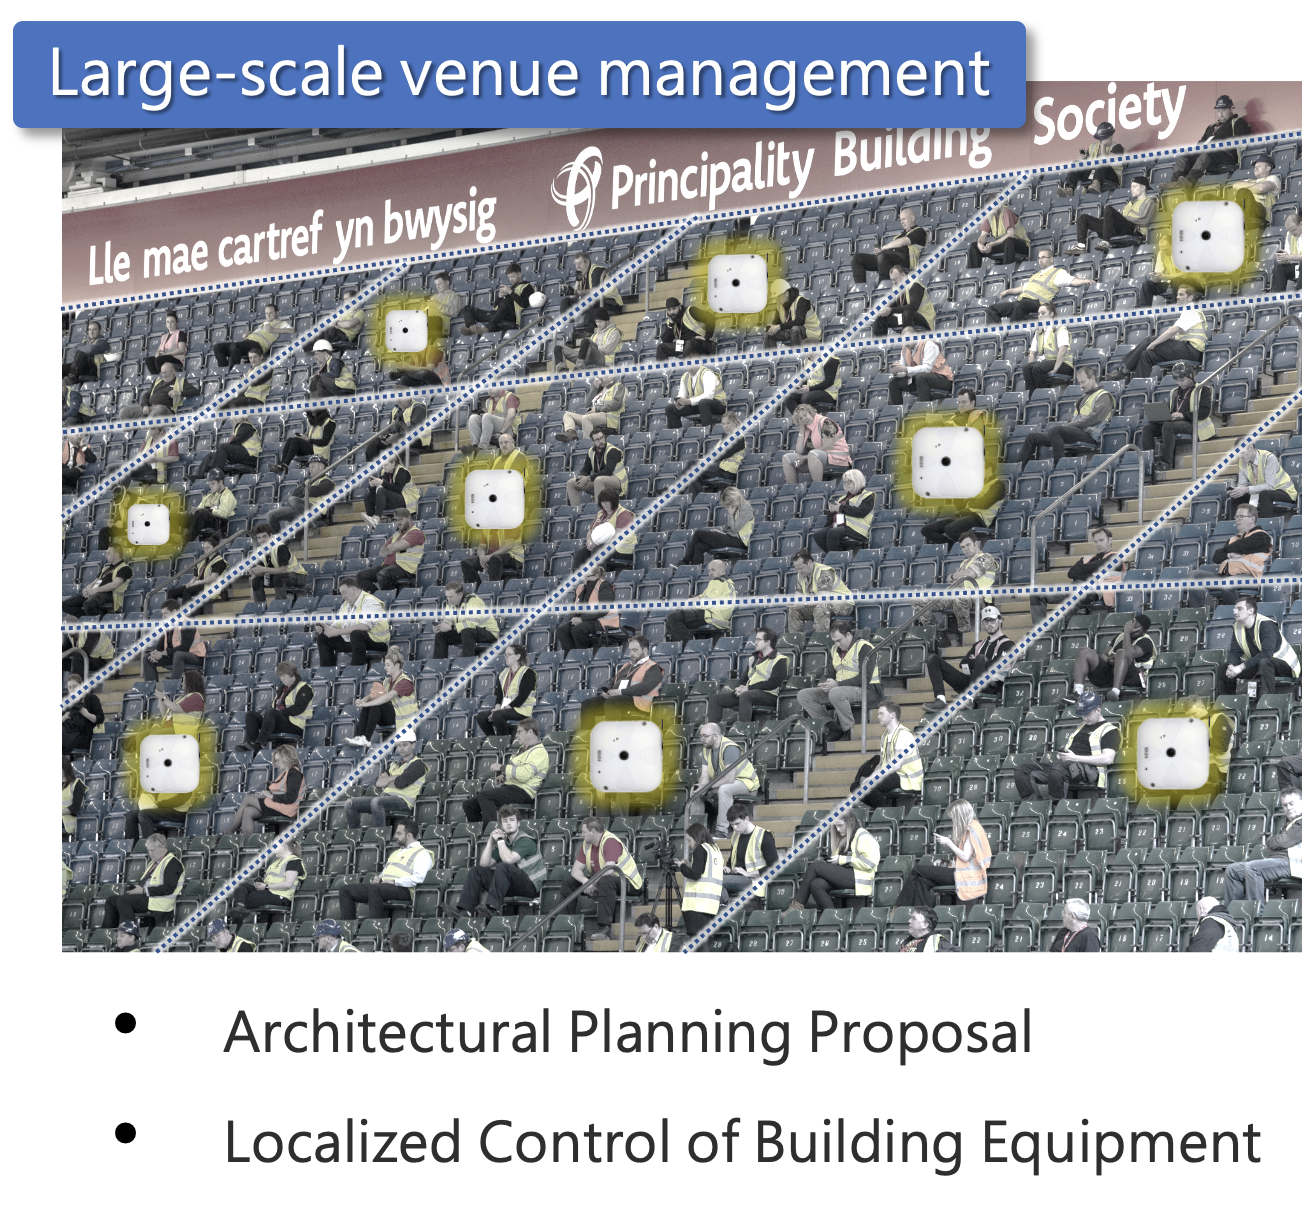 Large-scale venue management
Lle mae cartref yn bwysig
Principality Building Society
• Architectural Planning Proposal
• Localized Control of Building Equipment